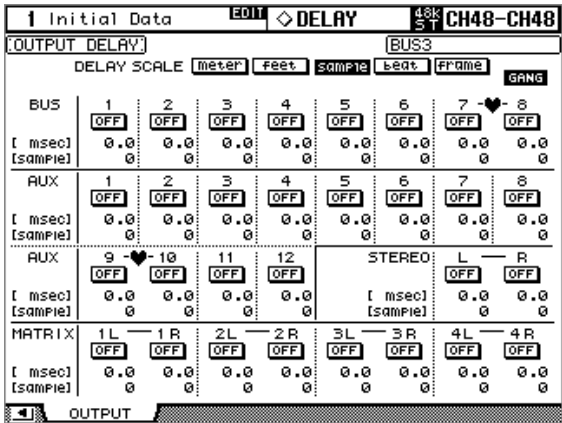 1 Initial Data EDIT ◇DELAY 48k ST CH48-CH48
OUTPUT DELAY BUS3
DELAY SCALE meter feet sample beat frame
GANG
BUS 1 2 3 4 5 6 7 -♥- 8
OFF OFF OFF OFF OFF OFF OFF OFF
[ msec] 0.0 0.0 0.0 0.0 0.0 0.0 0.0 0.0
[sample] 0 0 0 0 0 0 0 0
AUX 1 2 3 4 5 6 7 8
OFF OFF OFF OFF OFF OFF OFF OFF
[ msec] 0.0 0.0 0.0 0.0 0.0 0.0 0.0 0.0
[sample] 0 0 0 0 0 0 0 0
AUX 9 -♥- 10 11 12 STEREO L — R
OFF OFF OFF OFF OFF OFF
[ msec] 0.0 0.0 0.0 0.0 [ msec] 0.0 0.0
[sample] 0 0 0 0 [sample] 0 0
MATRIX 1L — 1R 2L — 2R 3L — 3R 4L — 4R
OFF OFF OFF OFF OFF OFF OFF OFF
[ msec] 0.0 0.0 0.0 0.0 0.0 0.0 0.0 0.0
[sample] 0 0 0 0 0 0 0 0
OUTPUT